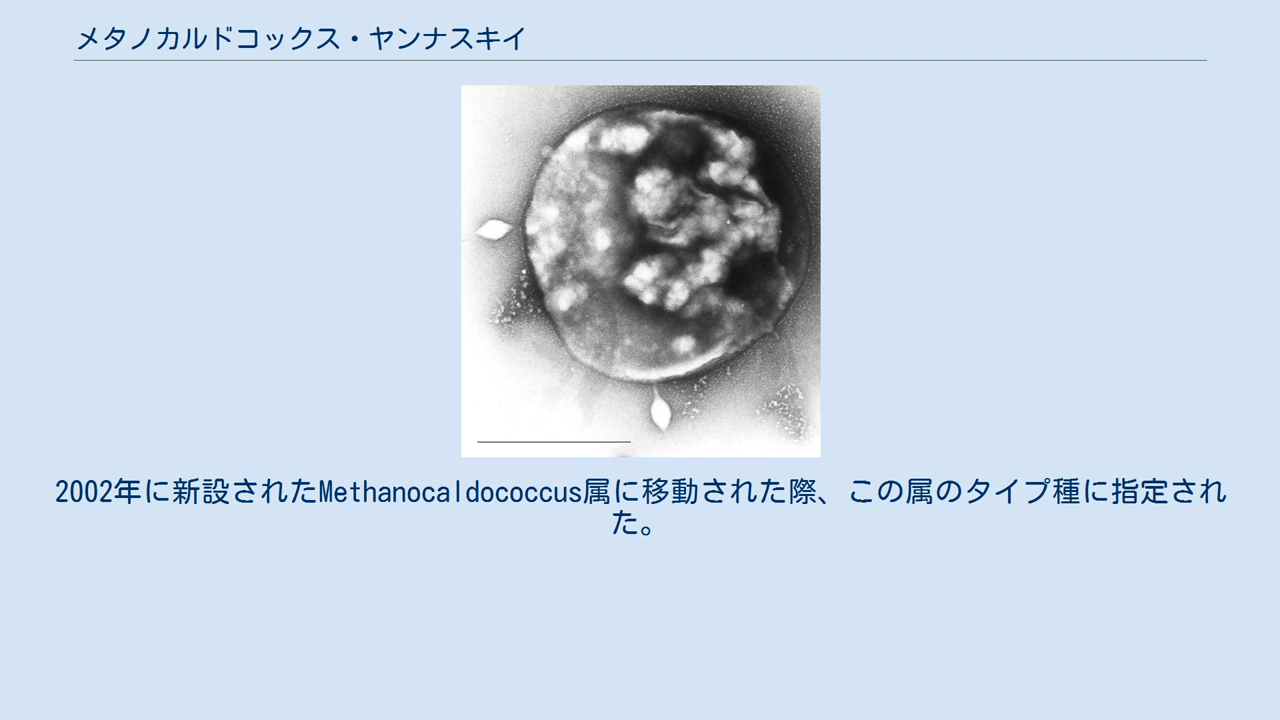 メタノカルドコックス・ヤンナスキイ
2002年に新設されたMethanocaldococcus属に移動された際、この属のタイプ種に指定され
た。